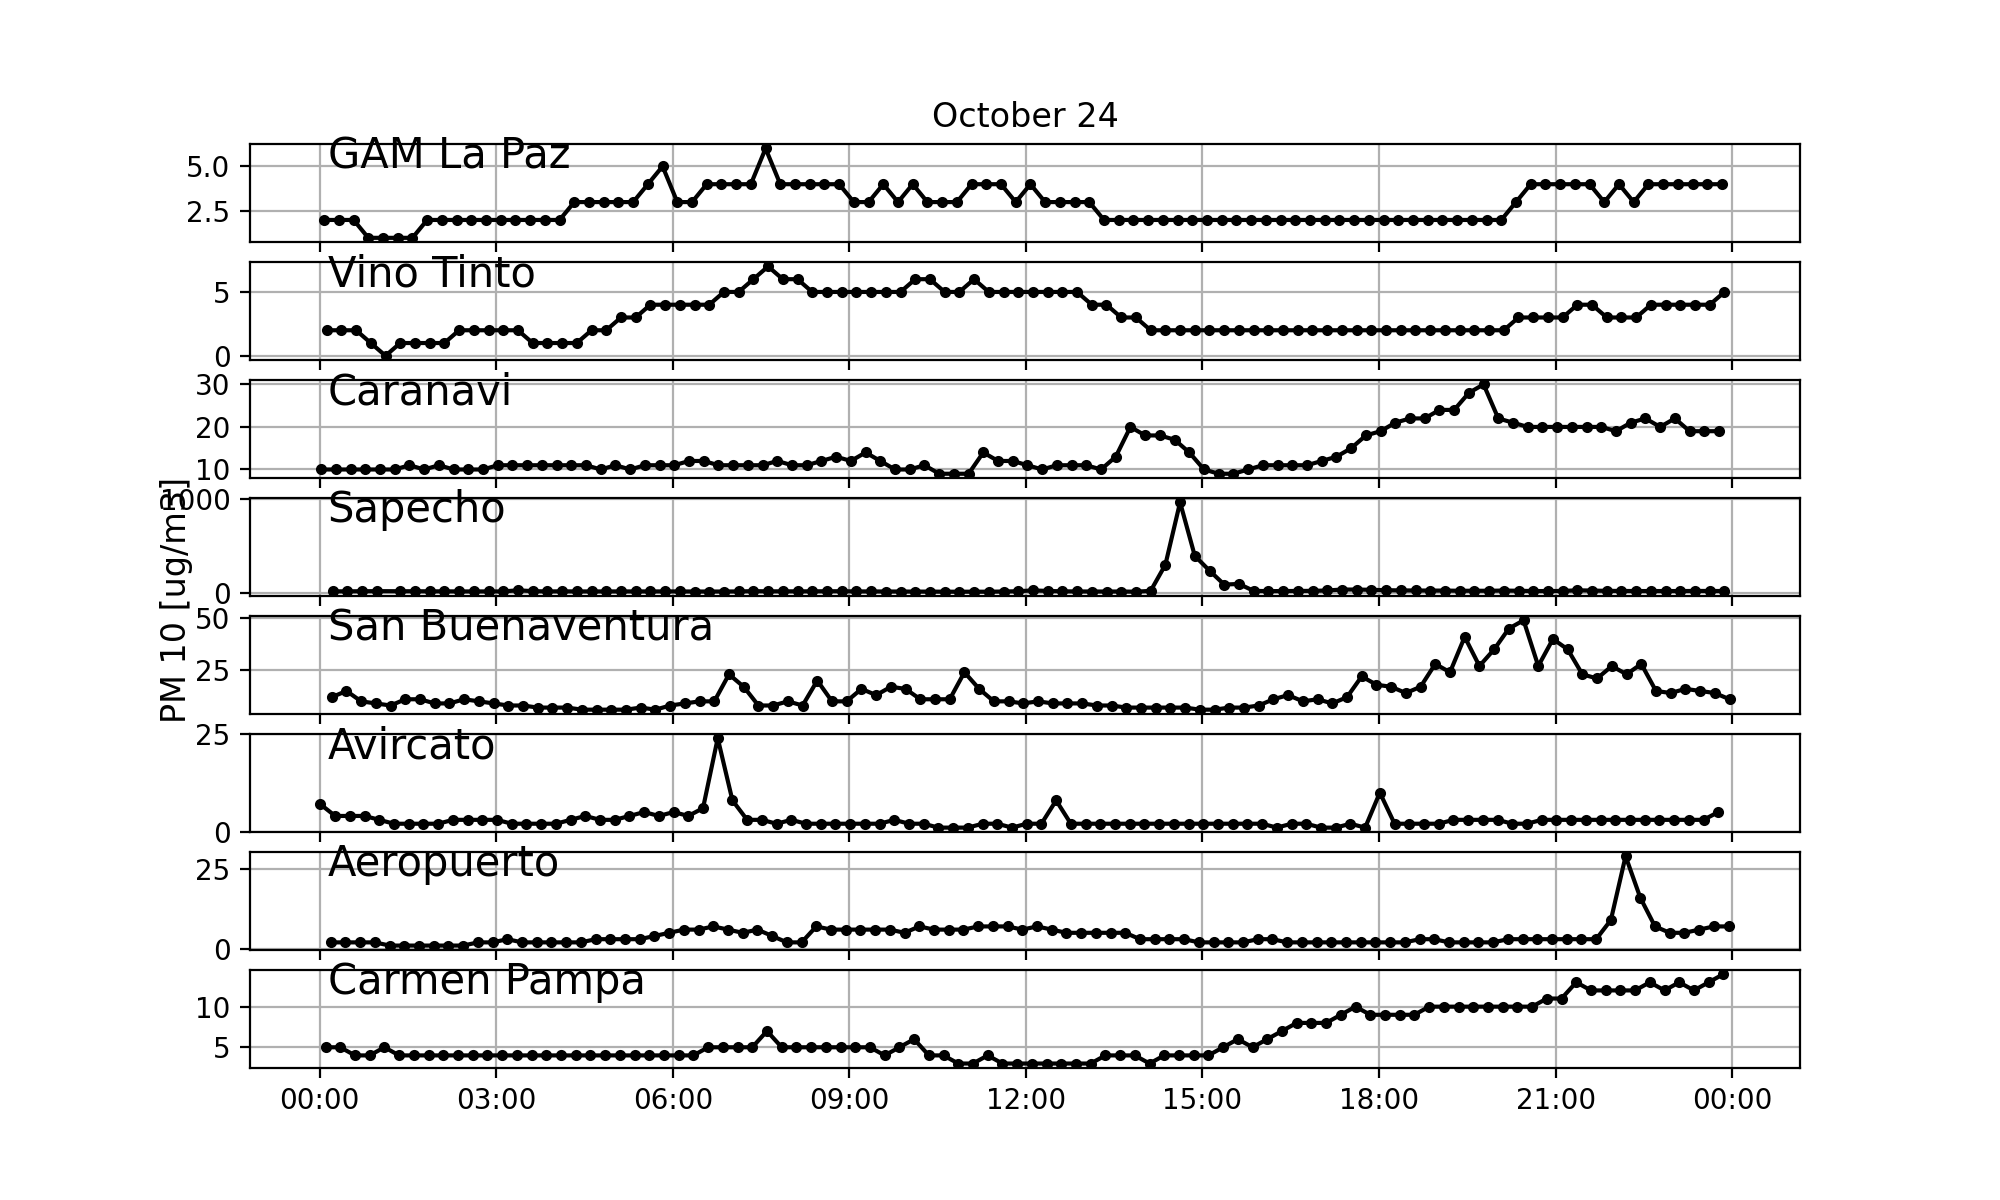 October 24
GAM La Paz
5.0
2.5
Vino Tinto
5
0
Caranavi
30
20
10
PM 10 [ug/m3]
Sapecho
1000
0
San Buenaventura
50
25
Avircato
25
0
Aeropuerto
25
0
Carmen Pampa
10
5
00:00 03:00 06:00 09:00 12:00 15:00 18:00 21:00 00:00